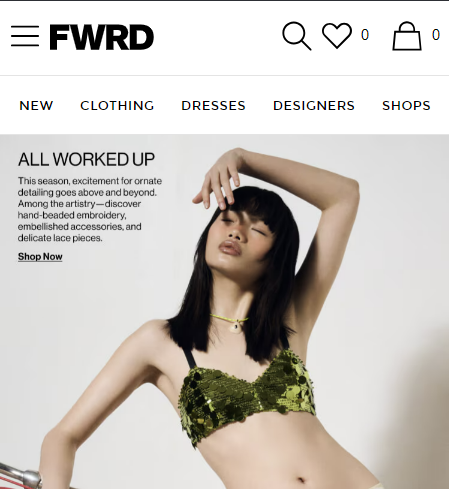 FWRD
0
0
NEW CLOTHING DRESSES DESIGNERS SHOPS
ALL WORKED UP
This season, excitement for ornate
detailing goes above and beyond.
Among the artistry—discover
hand-beaded embroidery,
embellished accessories, and
delicate lace pieces.
Shop Now